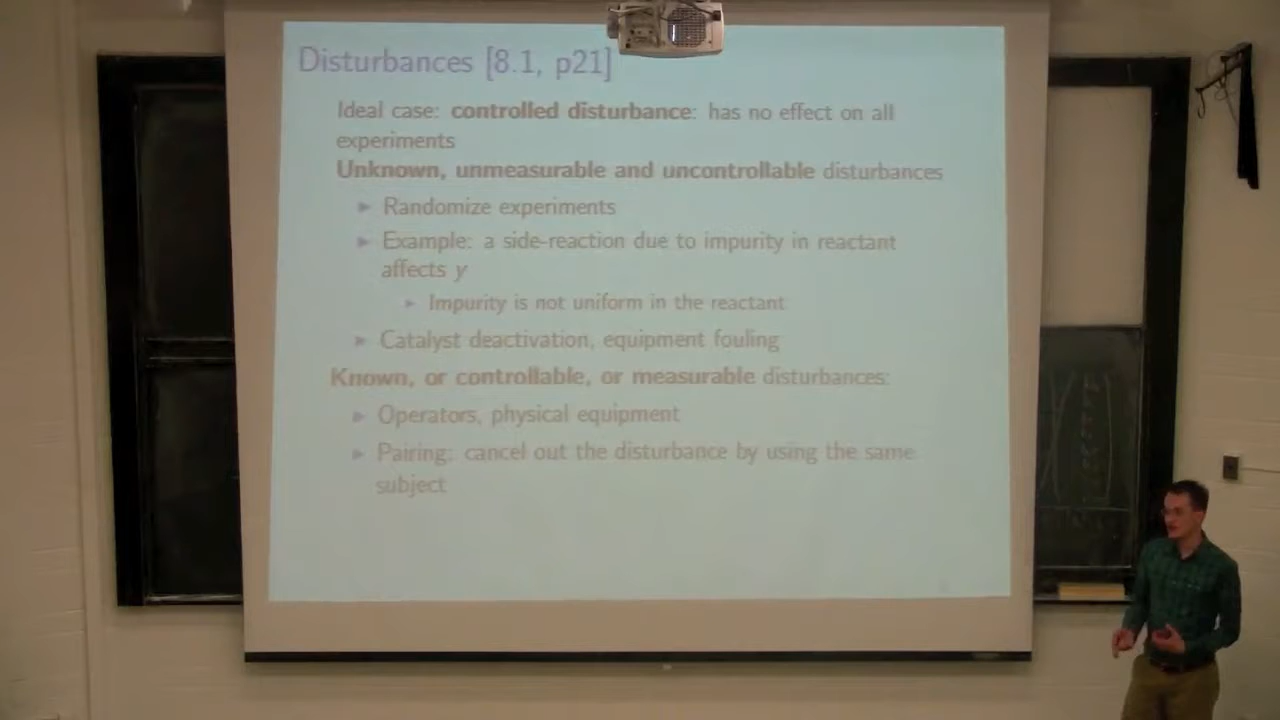 Disturbances [8.1, p21]
Ideal case: controlled disturbance: has no effect on all
experiments
Unknown, unmeasurable and uncontrollable disturbances
Randomize experiments
Example: a side-reaction due to impurity in reactant
affects y
Impurity is not uniform in the reactant
Catalyst deactivation, equipment fouling
Known, or controllable, or measurable disturbances:
Operators, physical equipment
Pairing: cancel out the disturbance by using the same
subject